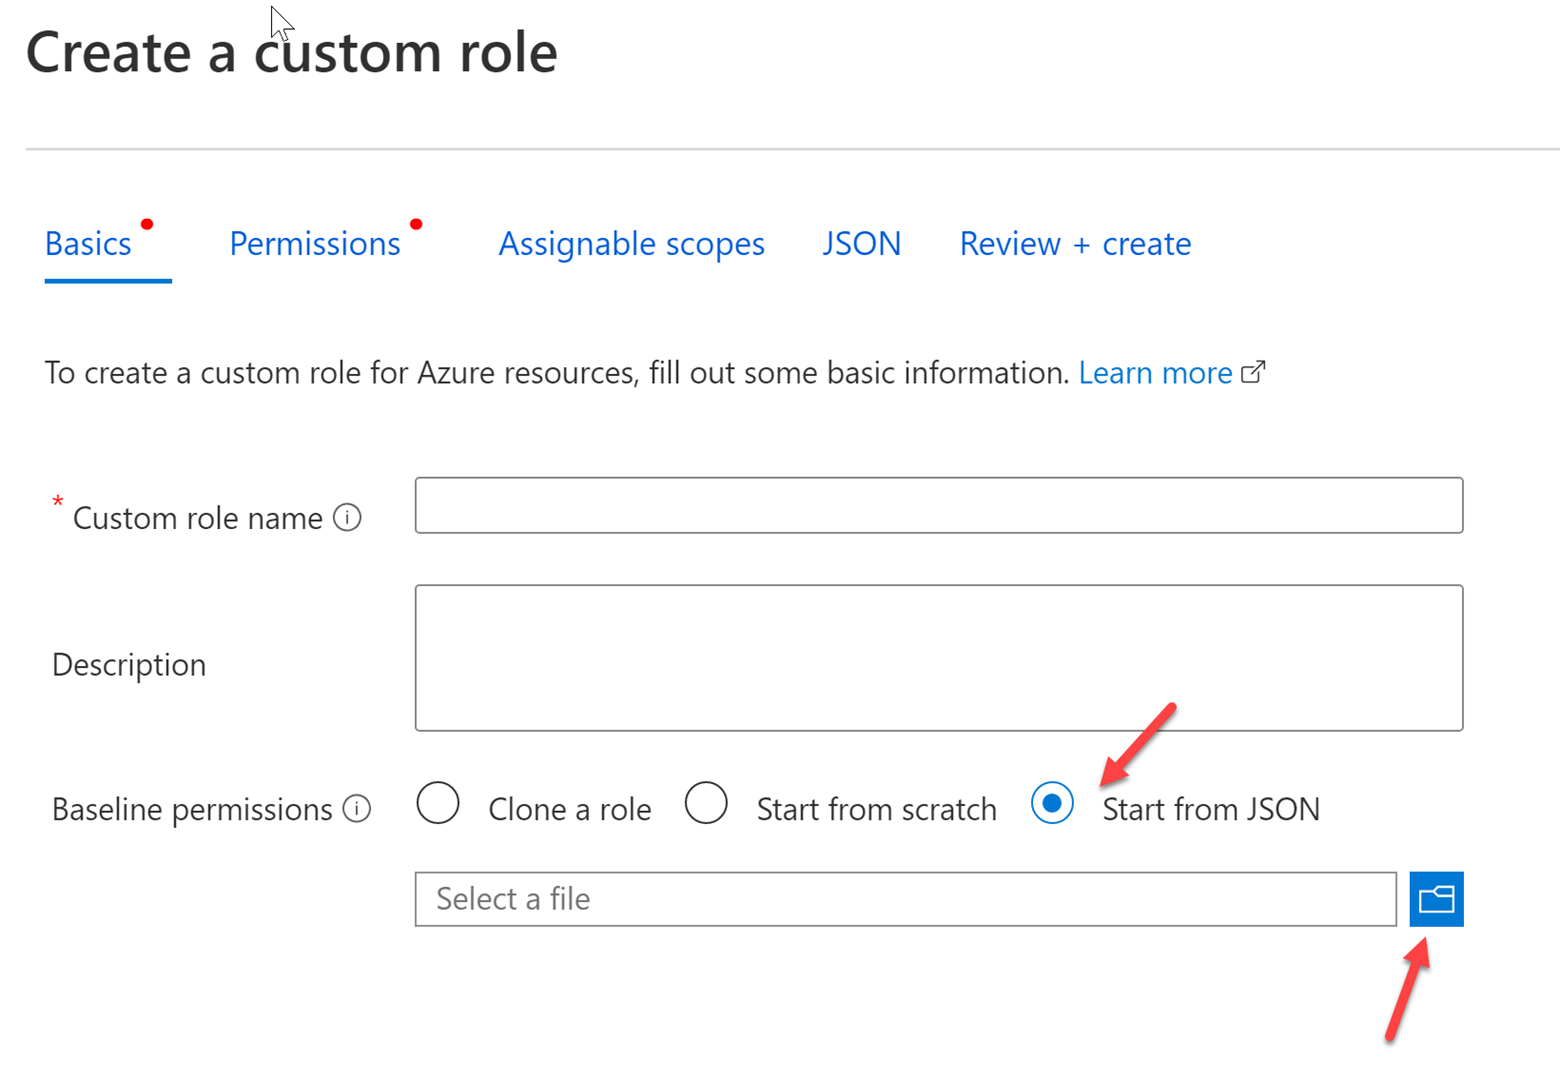 Create a custom role
Basics Permissions Assignable scopes JSON Review + create
To create a custom role for Azure resources, fill out some basic information. Learn more
* Custom role name
Description
Baseline permissions Clone a role Start from scratch Start from JSON
Select a file